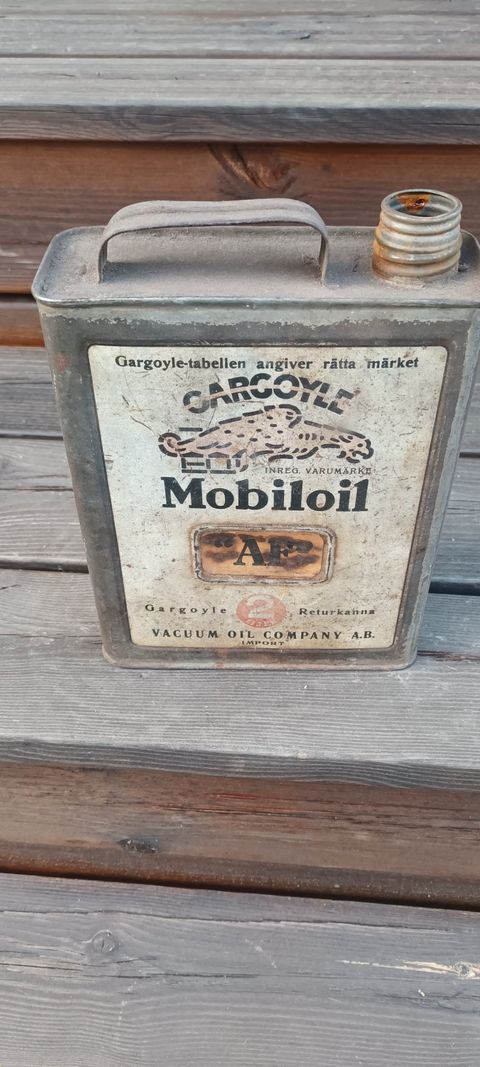 Gargoyle-tabellen angiver rätta märket
GARGOYLE
INREG. VARUMÄRKE
Mobiloil
"AF"
Gargoyle 2 Returkanna
VACUUM OIL COMPANY A.B.
IMPORT